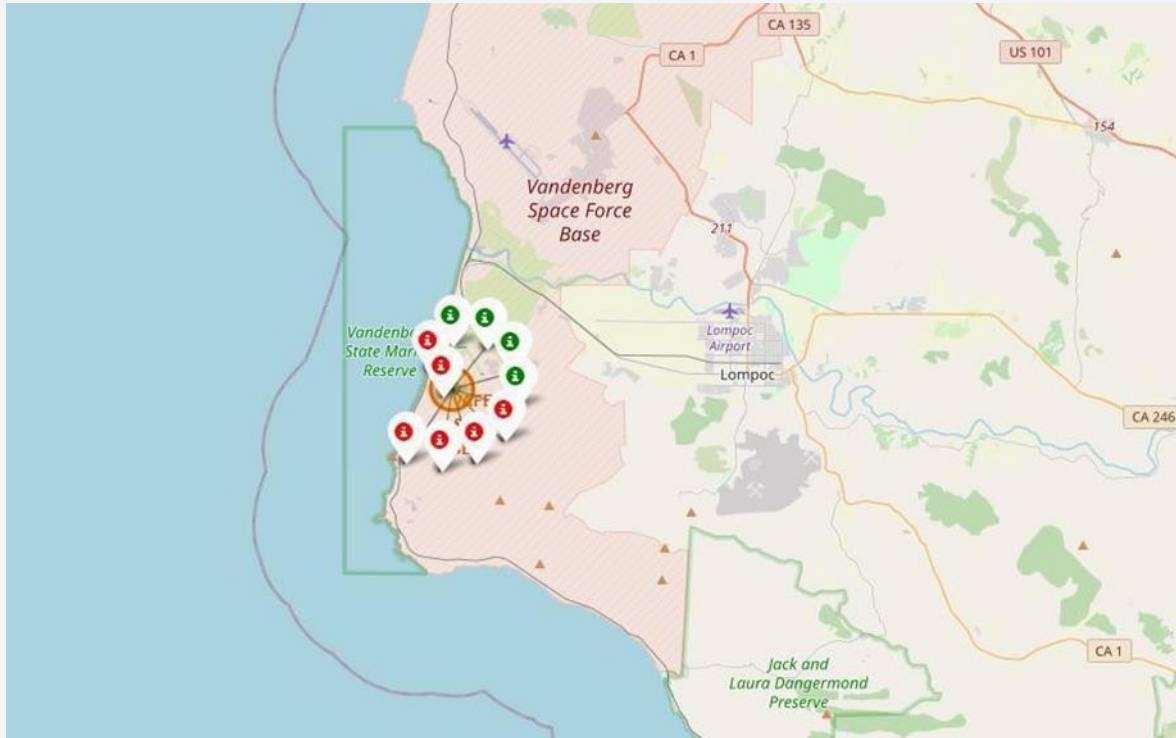 CA 135
US 101
CA 1
154
Vandenberg
Space Force
Base
211
Vandenb
State Mar
Reserve
Lompoc
Airport
Lompoc
CA 246
CA 1
Jack and
Laura Dangermond
Preserve